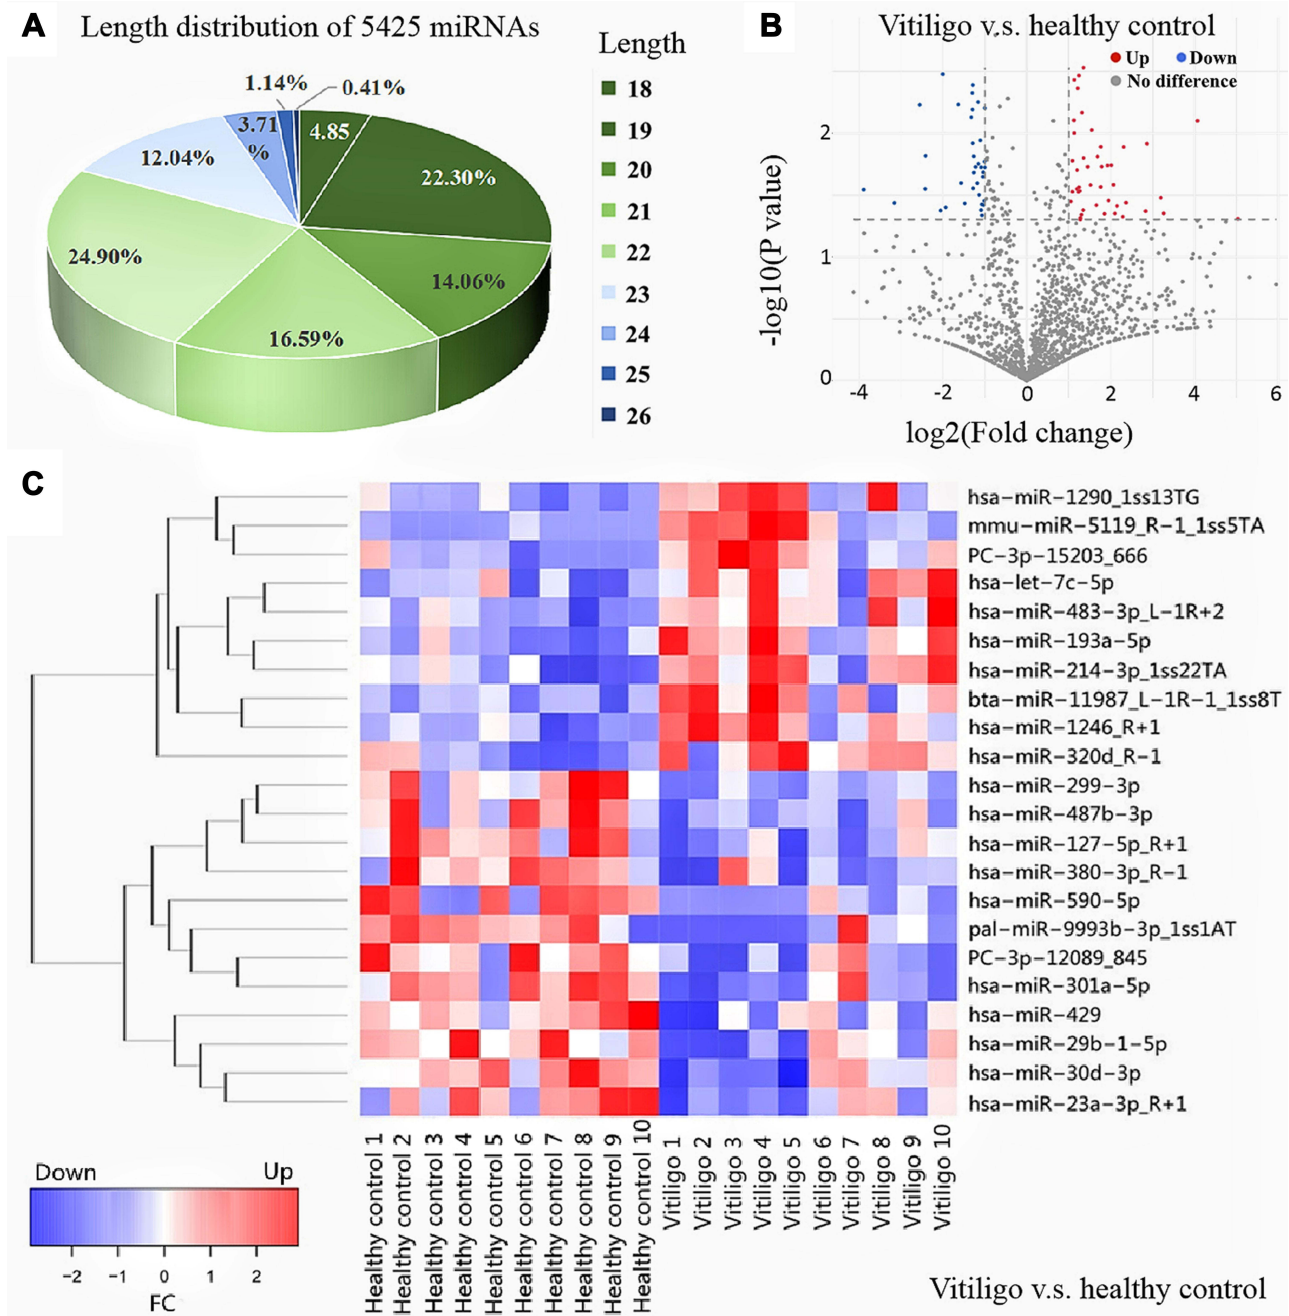 A
Length distribution of 5425 miRNAs
Length
1.14%
0.41%
3.71
%
4.85
12.04%
22.30%
24.90%
14.06%
16.59%
18
19
20
21
22
23
24
25
26
B
Vitiligo v.s. healthy control
Up
Down
No difference
2
1
0
-4
-2
0
2
4
6
-log10(P value)
log2(Fold change)
C
hsa-miR-1290_1ss13TG
mmu-miR-5119_R-1_1ss5TA
PC-3p-15203_666
hsa-let-7c-5p
hsa-miR-483-3p_L-1R+2
hsa-miR-193a-5p
hsa-miR-214-3p_1ss22TA
bta-miR-11987_L-1R-1_1ss8T
hsa-miR-1246_R+1
hsa-miR-320d_R-1
hsa-miR-299-3p
hsa-miR-487b-3p
hsa-miR-127-5p_R+1
hsa-miR-380-3p_R-1
hsa-miR-590-5p
pal-miR-9993b-3p_1ss1AT
PC-3p-12089_845
hsa-miR-301a-5p
hsa-miR-429
hsa-miR-29b-1-5p
hsa-miR-30d-3p
hsa-miR-23a-3p_R+1
Healthy control 1
Healthy control 2
Healthy control 3
Healthy control 4
Healthy control 5
Healthy control 6
Healthy control 7
Healthy control 8
Healthy control 9
Healthy control 10
Vitiligo 1
Vitiligo 2
Vitiligo 3
Vitiligo 4
Vitiligo 5
Vitiligo 6
Vitiligo 7
Vitiligo 8
Vitiligo 9
Vitiligo 10
Down
Up
-2
-1
0
1
2
FC
Vitiligo v.s. healthy control